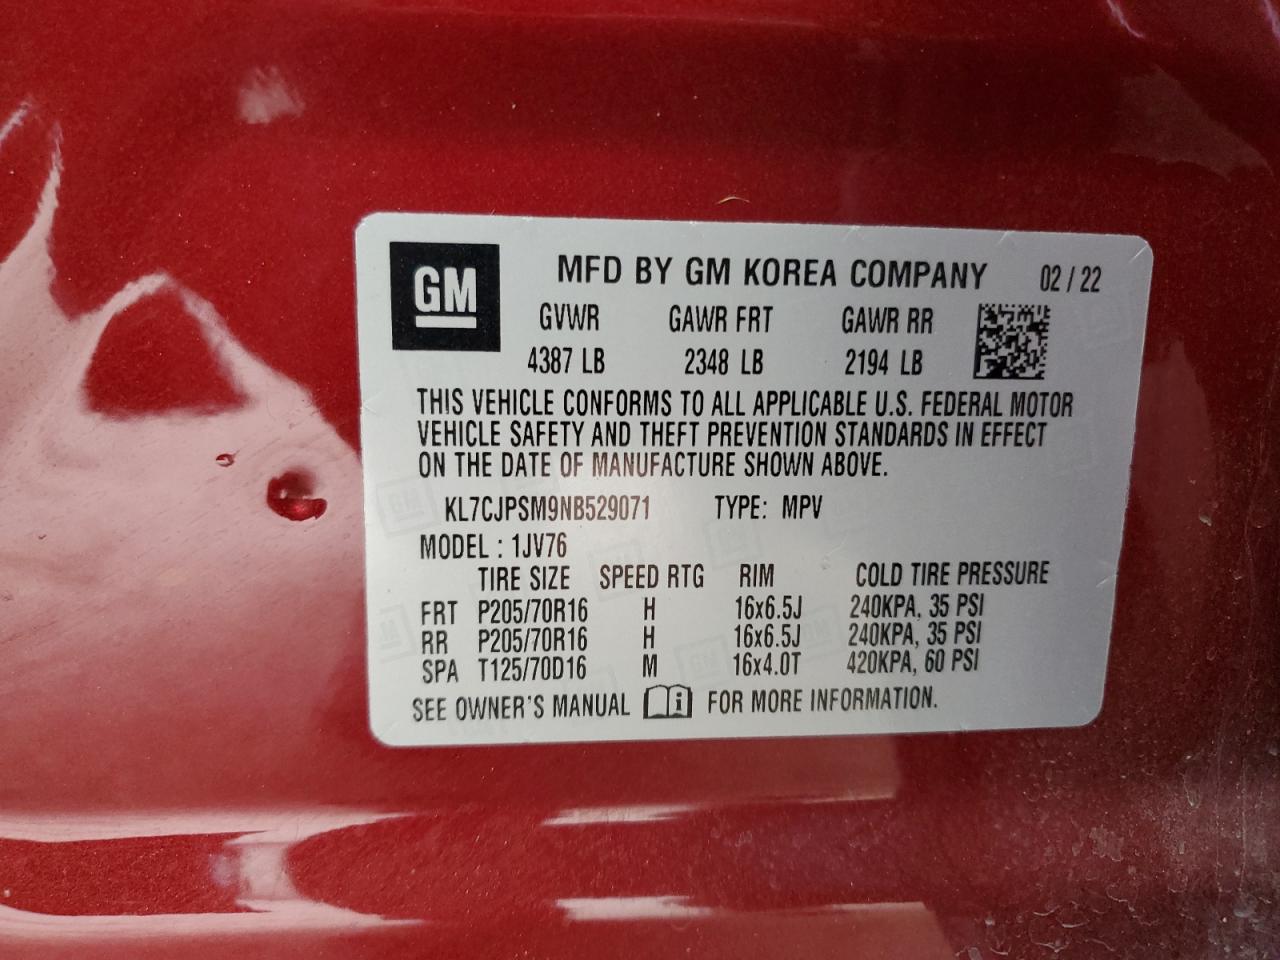 GM
MFD BY GM KOREA COMPANY 02 / 22
GVWR GAWR FRT GAWR RR
4387 LB 2348 LB 2194 LB
THIS VEHICLE CONFORMS TO ALL APPLICABLE U.S. FEDERAL MOTOR
VEHICLE SAFETY AND THEFT PREVENTION STANDARDS IN EFFECT
ON THE DATE OF MANUFACTURE SHOWN ABOVE.
KL7CJPSM9NB529071 TYPE: MPV
MODEL : 1JV76
TIRE SIZE SPEED RTG RIM COLD TIRE PRESSURE
FRT P205/70R16 H 16x6.5J 240KPA, 35 PSI
RR P205/70R16 H 16x6.5J 240KPA, 35 PSI
SPA T125/70D16 M 16x4.0T 420KPA, 60 PSI
SEE OWNER'S MANUAL i FOR MORE INFORMATION.